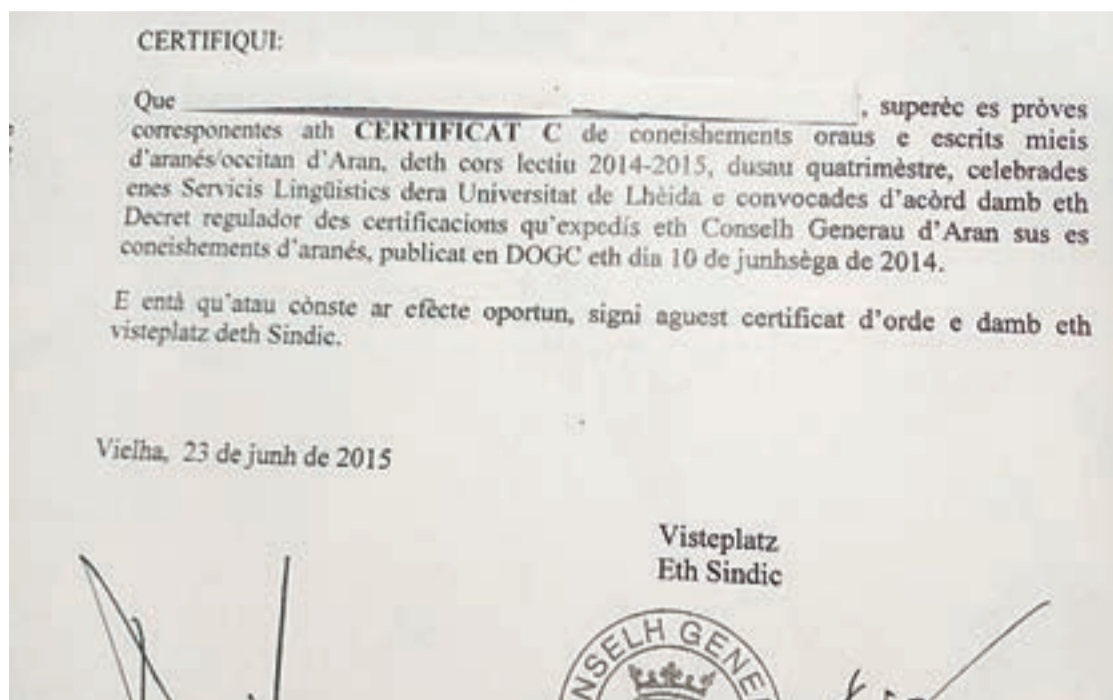 CERTIFIQUI:
Que , superèc es pròves
corresponentes ath CERTIFICAT C de coneishements oraus e escrits mieis
d'aranés/occitan d'Aran, deth cors lectiu 2014-2015, dusau quatrimèstre, celebrades
enes Servicis Lingüistics dera Universitat de Lhèida e convocades d'acòrd damb eth
Decret regulador des certificacions qu'expedís eth Conselh Generau d'Aran sus es
coneishements d'aranés, publicat en DOGC eth dia 10 de junhsèga de 2014.
E entà qu'atau cònste ar efècte oportun, signi aguest certificat d'orde e damb eth
visteplatz deth Sindic.
Vielha, 23 de junh de 2015
Visteplatz
Eth Sindic